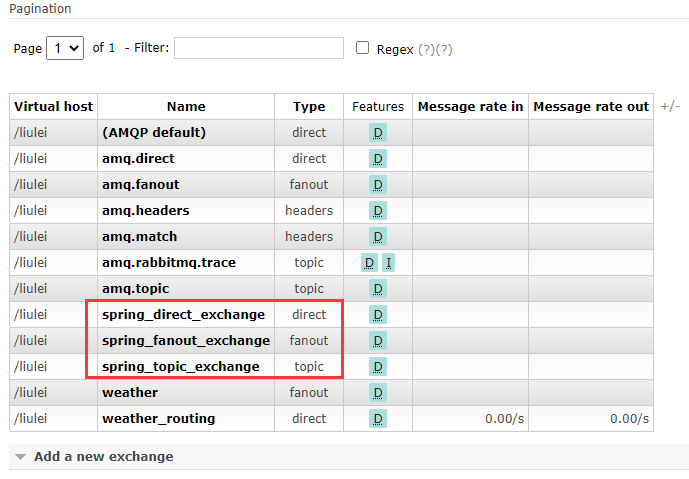 Pagination
Page 1 of 1 - Filter: Regex (?)(?)
Virtual host Name Type Features Message rate in Message rate out +/-
/liulei (AMQP default) direct D
/liulei amq.direct direct D
/liulei amq.fanout fanout D
/liulei amq.headers headers D
/liulei amq.match headers D
/liulei amq.rabbitmq.trace topic D I
/liulei amq.topic topic D
/liulei spring_direct_exchange direct D
/liulei spring_fanout_exchange fanout D
/liulei spring_topic_exchange topic D
/liulei weather fanout D
/liulei weather_routing direct D 0.00/s 0.00/s
Add a new exchange